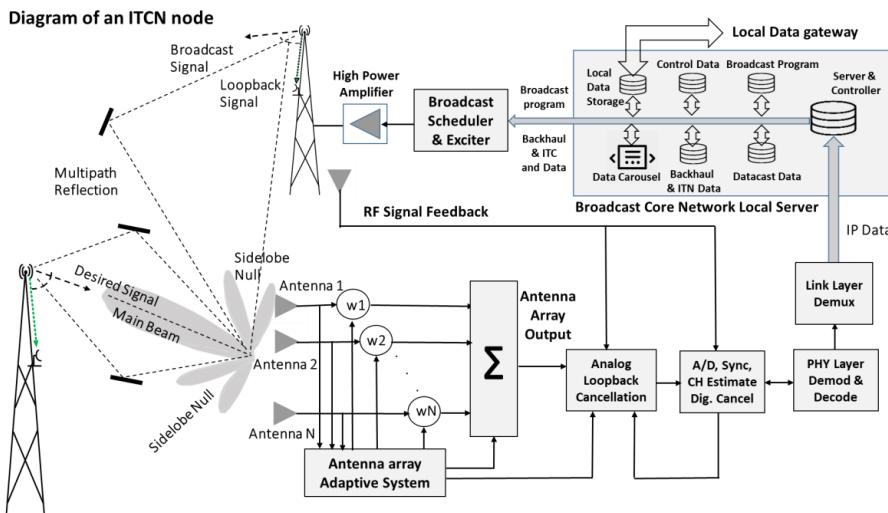 Diagram of an ITCN node
Broadcast
Signal
Loopback
Signal
High Power
Amplifier
Broadcast
Scheduler
& Exciter
Broadcast
program
Backhaul
& ITC
and Data
Local Data gateway
Local
Data
Storage
Control Data
Broadcast Program
Server &
Controller
Data Carousel
Backhaul
& ITN Data
Datacast Data
Broadcast Core Network Local Server
Multipath
Reflection
RF Signal Feedback
IP Data
Desired Signal
Main Beam
Sidelobe
Null
Sidelobe Null
Antenna 1
Antenna 2
Antenna N
w1
w2
wN
Σ
Antenna
Array
Output
Analog
Loopback
Cancellation
A/D, Sync,
CH Estimate
Dig. Cancel
Link Layer
Demux
PHY Layer
Demod &
Decode
Antenna array
Adaptive System